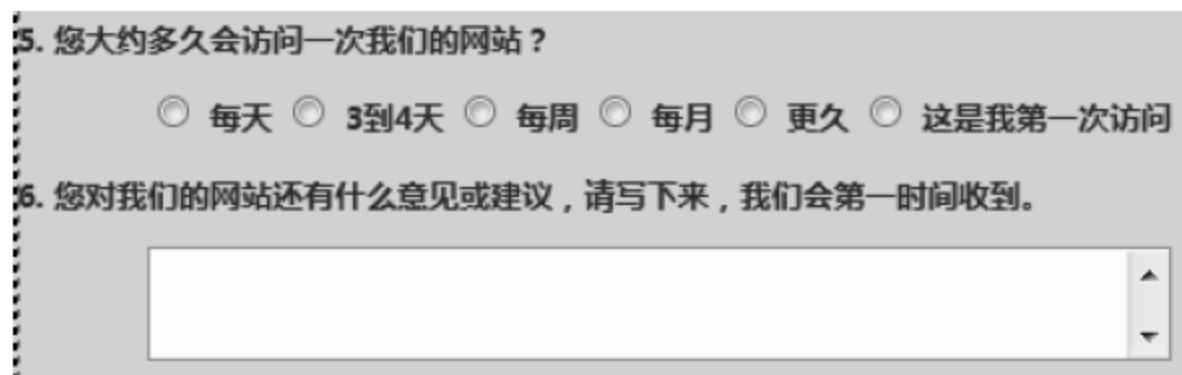 5. 您大约多久会访问一次我们的网站？
每天 3到4天 每周 每月 更久 这是我第一次访问
6. 您对我们的网站还有什么意见或建议，请写下来，我们会第一时间收到。